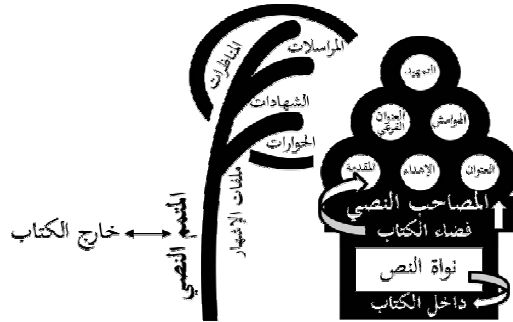 التمهيد
الهوامش
العنوان الفرعي
العنوان
الإهداء
المقدمة
المصاحب النصي
فضاء الكتاب
نواة النص
داخل الكتاب
المراسلات
المناظرات
الشهادات
الحوارات
ملفات الإشهار
المتمم النصي
خارج الكتاب